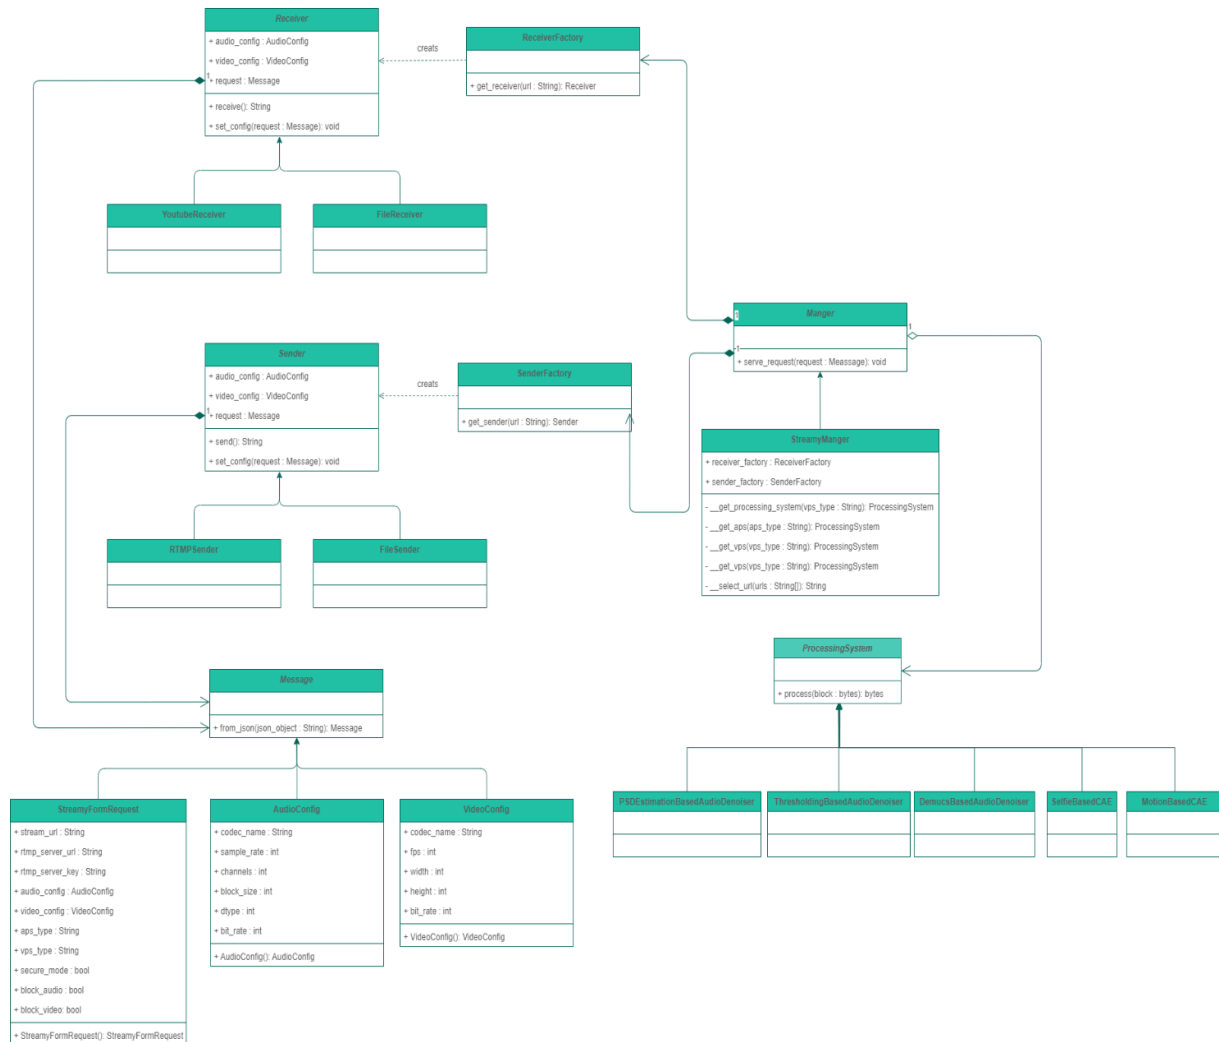 Receiver
+ audio_config : AudioConfig
+ video_config : VideoConfig
1
+ request : Message
+ receive(): String
+ set_config(request : Message): void
creats
ReceiverFactory
+ get_receiver(url : String): Receiver
YoutubeReceiver
FileReceiver
Manger
1
1
-1
+ serve_request(request : Meassage): void
Sender
+ audio_config : AudioConfig
+ video_config : VideoConfig
1
+ request : Message
+ send(): String
+ set_config(request : Message): void
creats
SenderFactory
+ get_sender(url : String): Sender
StreamyManger
+ receiver_factory : ReceiverFactory
+ sender_factory : SenderFactory
- __get_processing_system(vps_type : String): ProcessingSystem
- __get_aps(aps_type : String): ProcessingSystem
- __get_vps(vps_type : String): ProcessingSystem
- __get_vps(vps_type : String): ProcessingSystem
- __select_url(urls : String[]): String
RTMPSender
FileSender
ProcessingSystem
+ process(block : bytes): bytes
Message
+ from_json(json_object : String): Message
PSDEstimationBasedAudioDenoiser
ThresholdingBasedAudioDenoiser
DemucsBasedAudioDenoiser
SelfieBasedCAE
MotionBasedCAE
StreamyFormRequest
+ stream_url : String
+ rtmp_server_url : String
+ rtmp_server_key : String
+ audio_config : AudioConfig
+ video_config : VideoConfig
+ aps_type : String
+ vps_type : String
+ secure_mode : bool
+ block_audio : bool
+ block_video: bool
+ StreamyFormRequest(): StreamyFormRequest
AudioConfig
+ codec_name : String
+ sample_rate : int
+ channels : int
+ block_size : int
+ dtype : int
+ bit_rate : int
+ AudioConfig(): AudioConfig
VideoConfig
+ codec_name : String
+ fps : int
+ width : int
+ height : int
+ bit_rate : int
+ VideoConfig(): VideoConfig